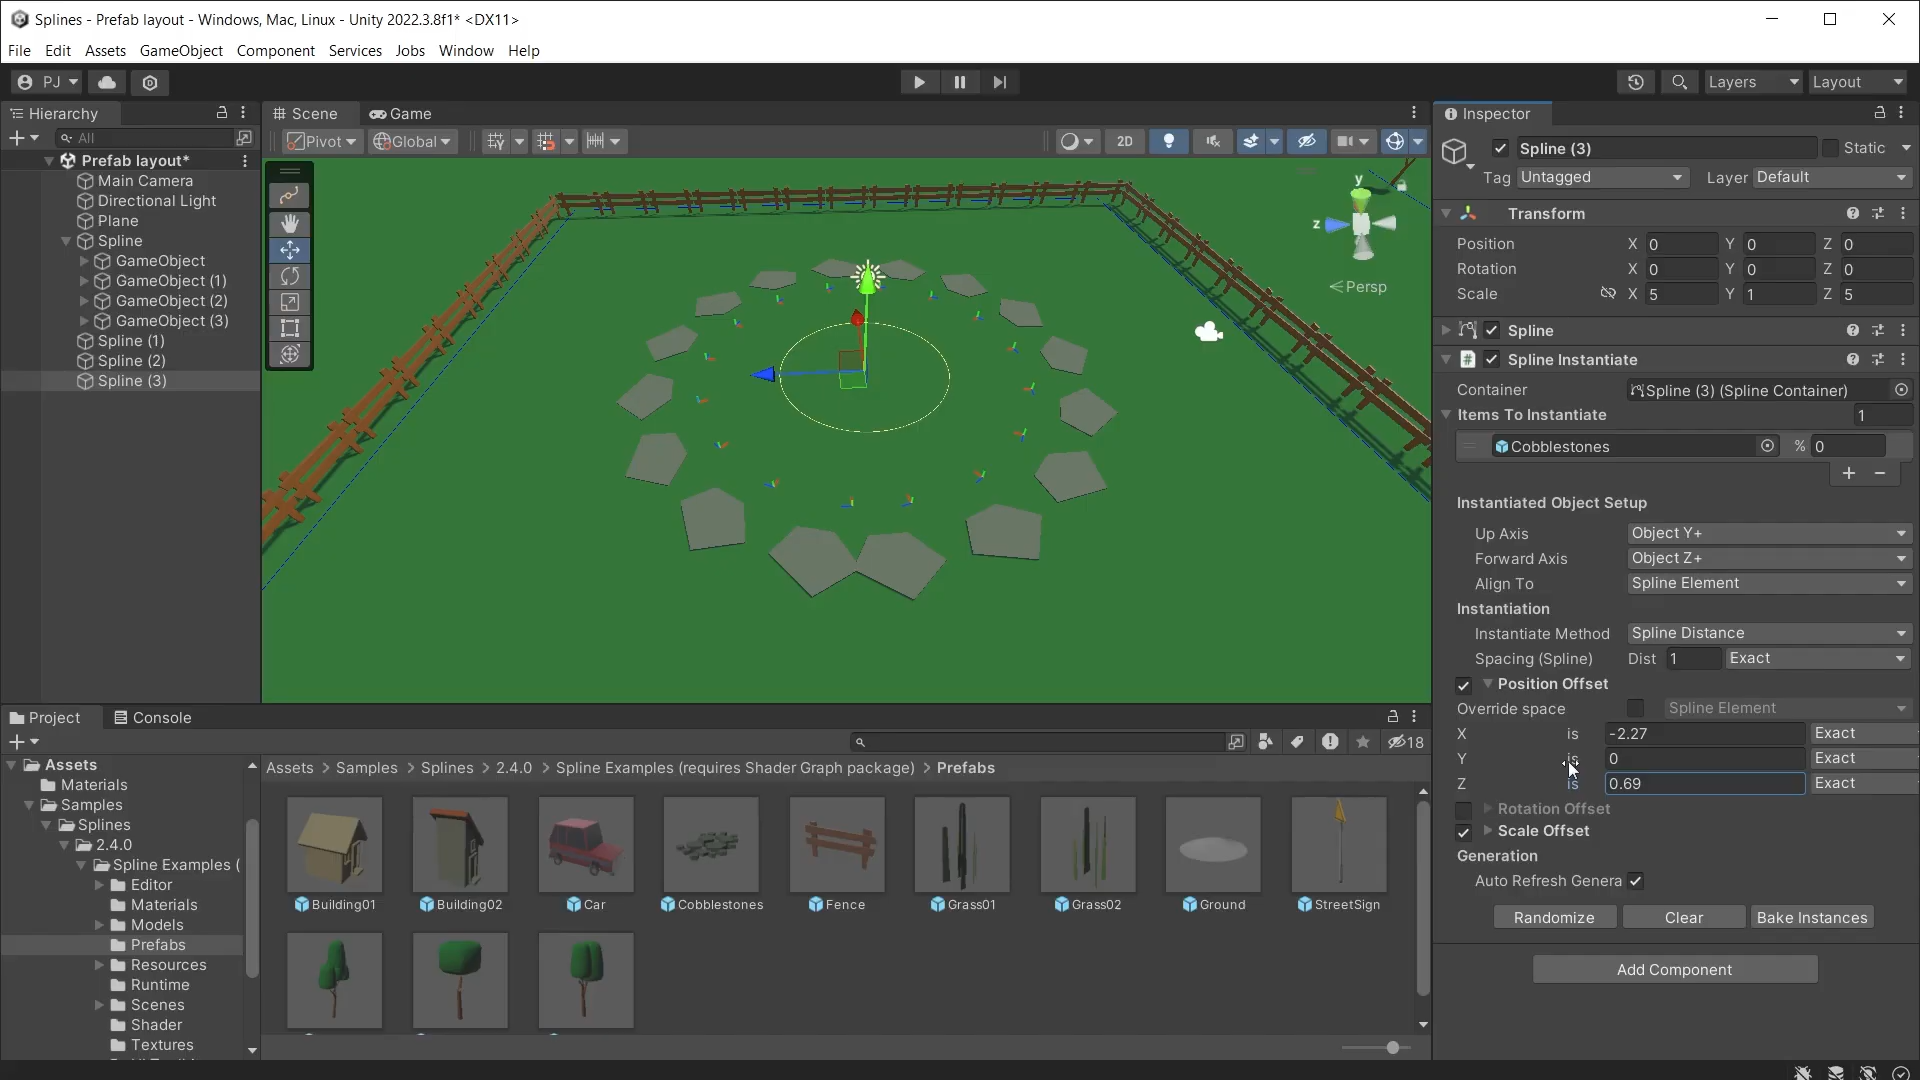 Splines - Prefab layout - Windows, Mac, Linux - Unity 2022.3.8f1* <DX11>
File Edit Assets GameObject Component Services Jobs Window Help
PJ Layers Layout
Hierarchy
All
Prefab layout*
Main Camera
Directional Light
Plane
Spline
GameObject
GameObject (1)
GameObject (2)
GameObject (3)
Spline (1)
Spline (2)
Spline (3)
Scene Game
Pivot Global 2D
y
z
Persp
Inspector
Spline (3) Static
Tag Untagged Layer Default
Transform
Position X 0 Y 0 Z 0
Rotation X 0 Y 0 Z 0
Scale X 5 Y 1 Z 5
Spline
# Spline Instantiate
Container Spline (3) (Spline Container)
Items To Instantiate 1
Cobblestones % 0
Instantiated Object Setup
Up Axis Object Y+
Forward Axis Object Z+
Align To Spline Element
Instantiation
Instantiate Method Spline Distance
Spacing (Spline) Dist 1 Exact
Position Offset
Override space Spline Element
X is -2.27 Exact
Y is 0 Exact
Z is 0.69 Exact
Rotation Offset
Scale Offset
Generation
Auto Refresh Genera
Randomize Clear Bake Instances
Add Component
Project Console
18
Assets
Materials
Samples
Splines
2.4.0
Spline Examples (
Editor
Materials
Models
Prefabs
Resources
Runtime
Scenes
Shader
Textures
Assets > Samples > Splines > 2.4.0 > Spline Examples (requires Shader Graph package) > Prefabs
Building01 Building02 Car Cobblestones Fence Grass01 Grass02 Ground StreetSign